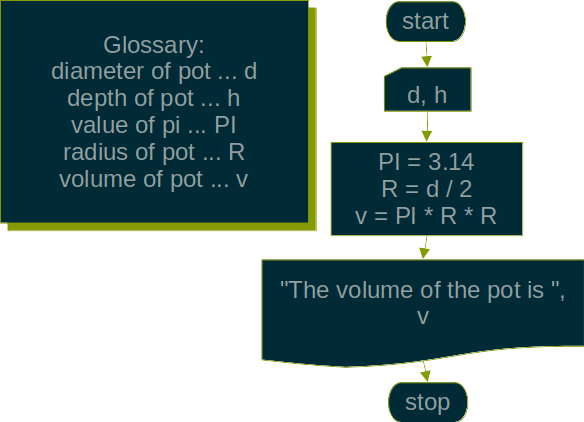 Glossary:
diameter of pot ... d
depth of pot ... h
value of pi ... PI
radius of pot ... R
volume of pot ... v
start
d, h
PI = 3.14
R = d / 2
v = PI * R * R
"The volume of the pot is ",
v
stop